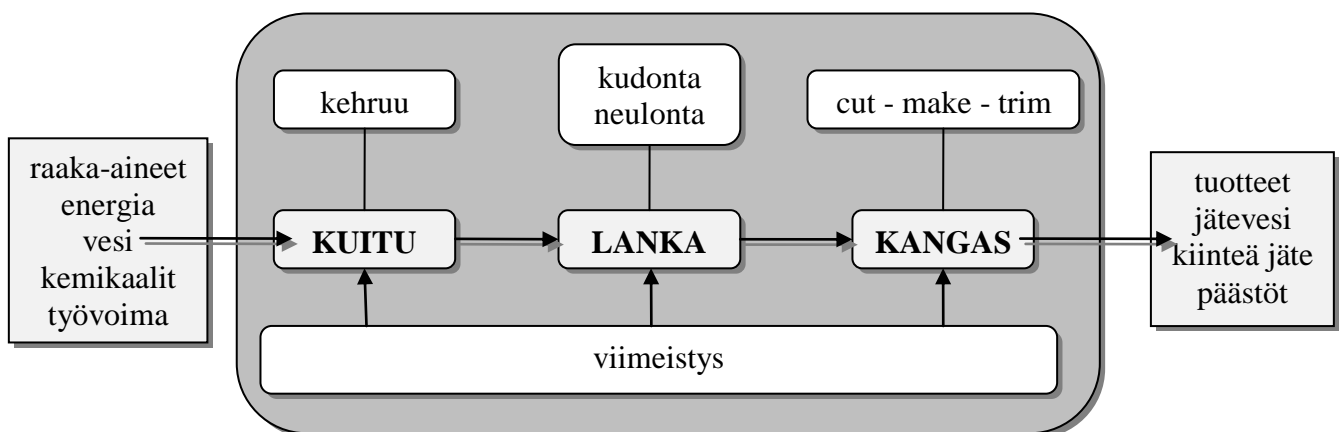 raaka-aineet
energia
vesi
kemikaalit
työvoima
kehruu
kudonta
neulonta
cut - make - trim
KUITU
LANKA
KANGAS
viimeistys
tuotteet
jätevesi
kiinteä jäte
päästöt